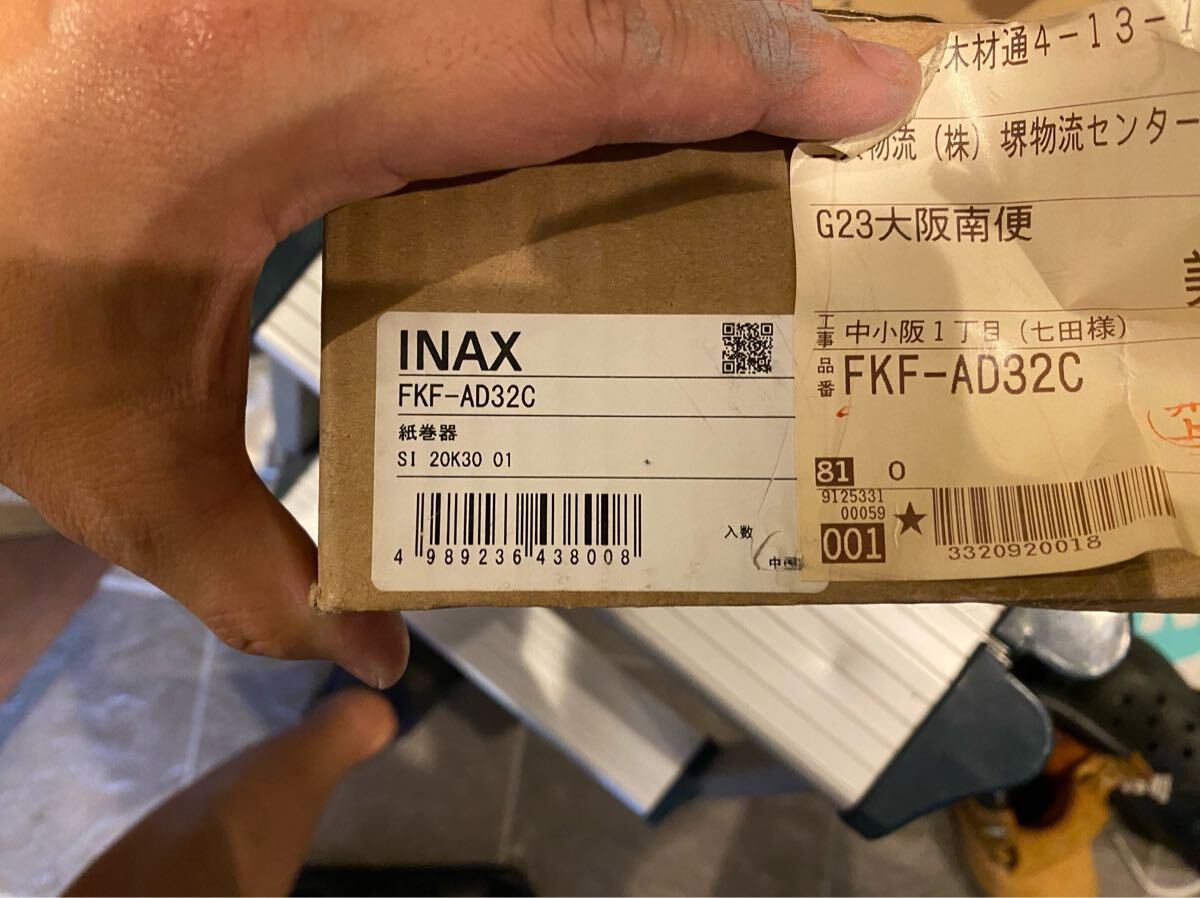 INAX
FKF-AD32C
紙巻器
SI 20K30 01
4 989236 438008
入数
中国
木材通4-13-1
物流(株)堺物流センター
G23大阪南便
工事 中小阪1丁目(七田様)
品番 FKF-AD32C
81 0
9125331
00059
001 ★
3320920018